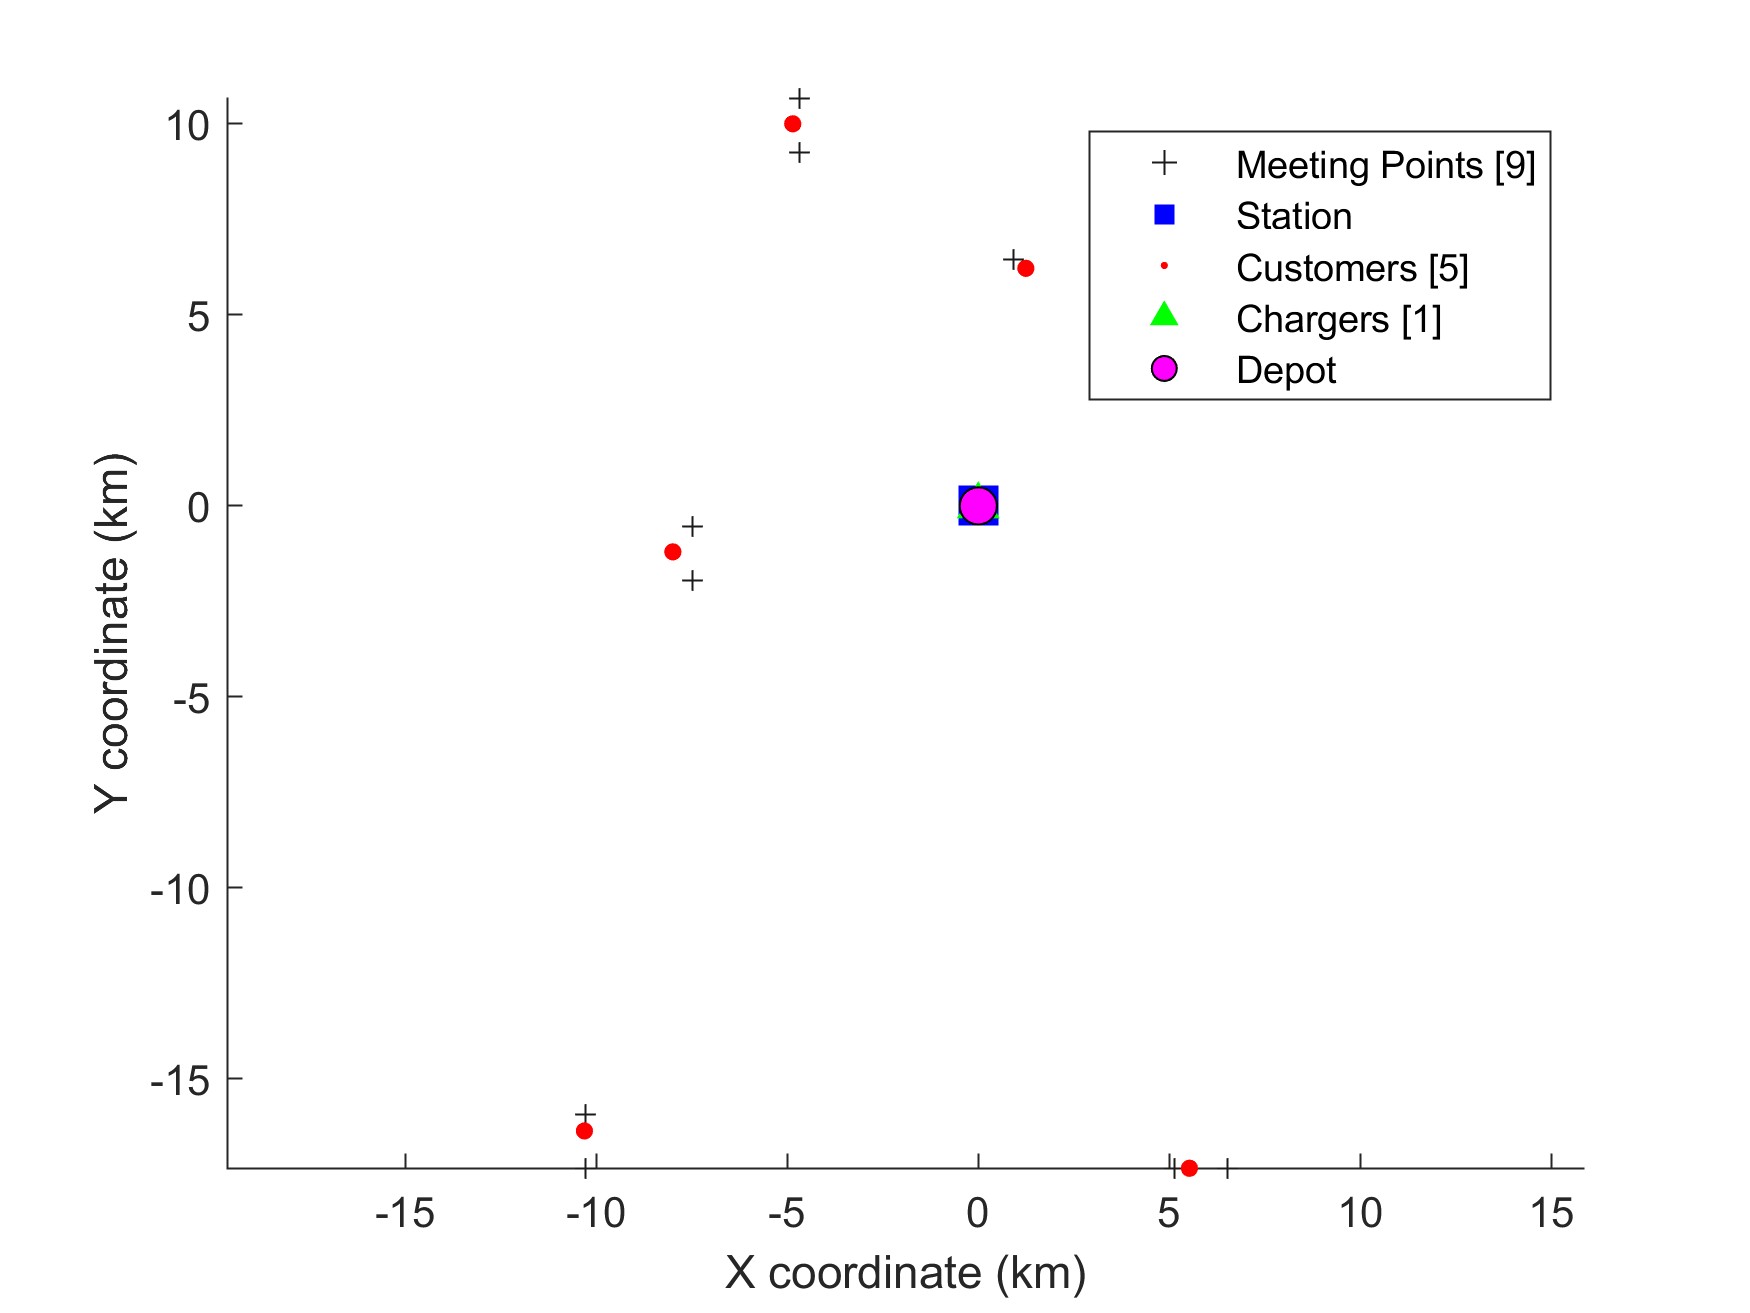 10
5
0
-5
-10
-15
Y coordinate (km)
Meeting Points [9]
Station
Customers [5]
Chargers [1]
Depot
-15 -10 -5 0 5 10 15
X coordinate (km)